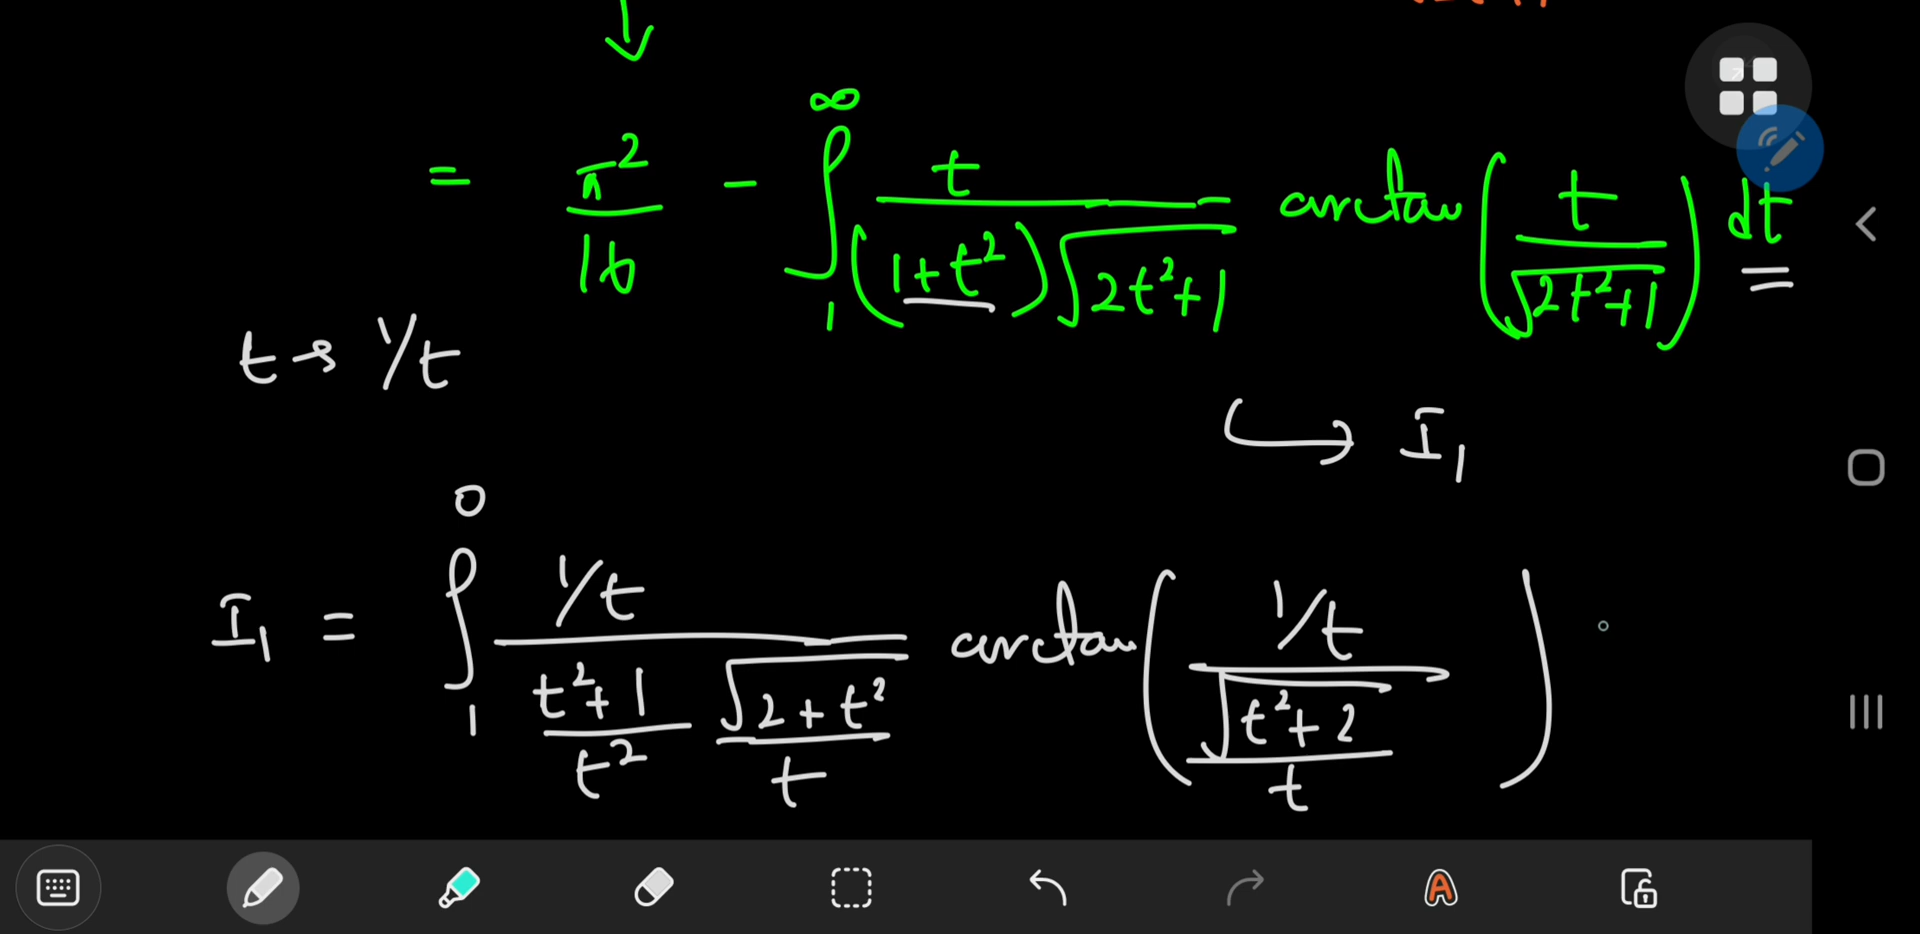 = π²/16 - ∫₁^∞ t/((1+t²)√(2t²+1)) arctan(t/√(2t²+1)) dt
t → 1/t
↪ I₁
I₁ = ∫₁⁰ (1/t)/((t²+1)/t² √(2+t²)/t) arctan((1/t)/(√(t²+2)/t))
A